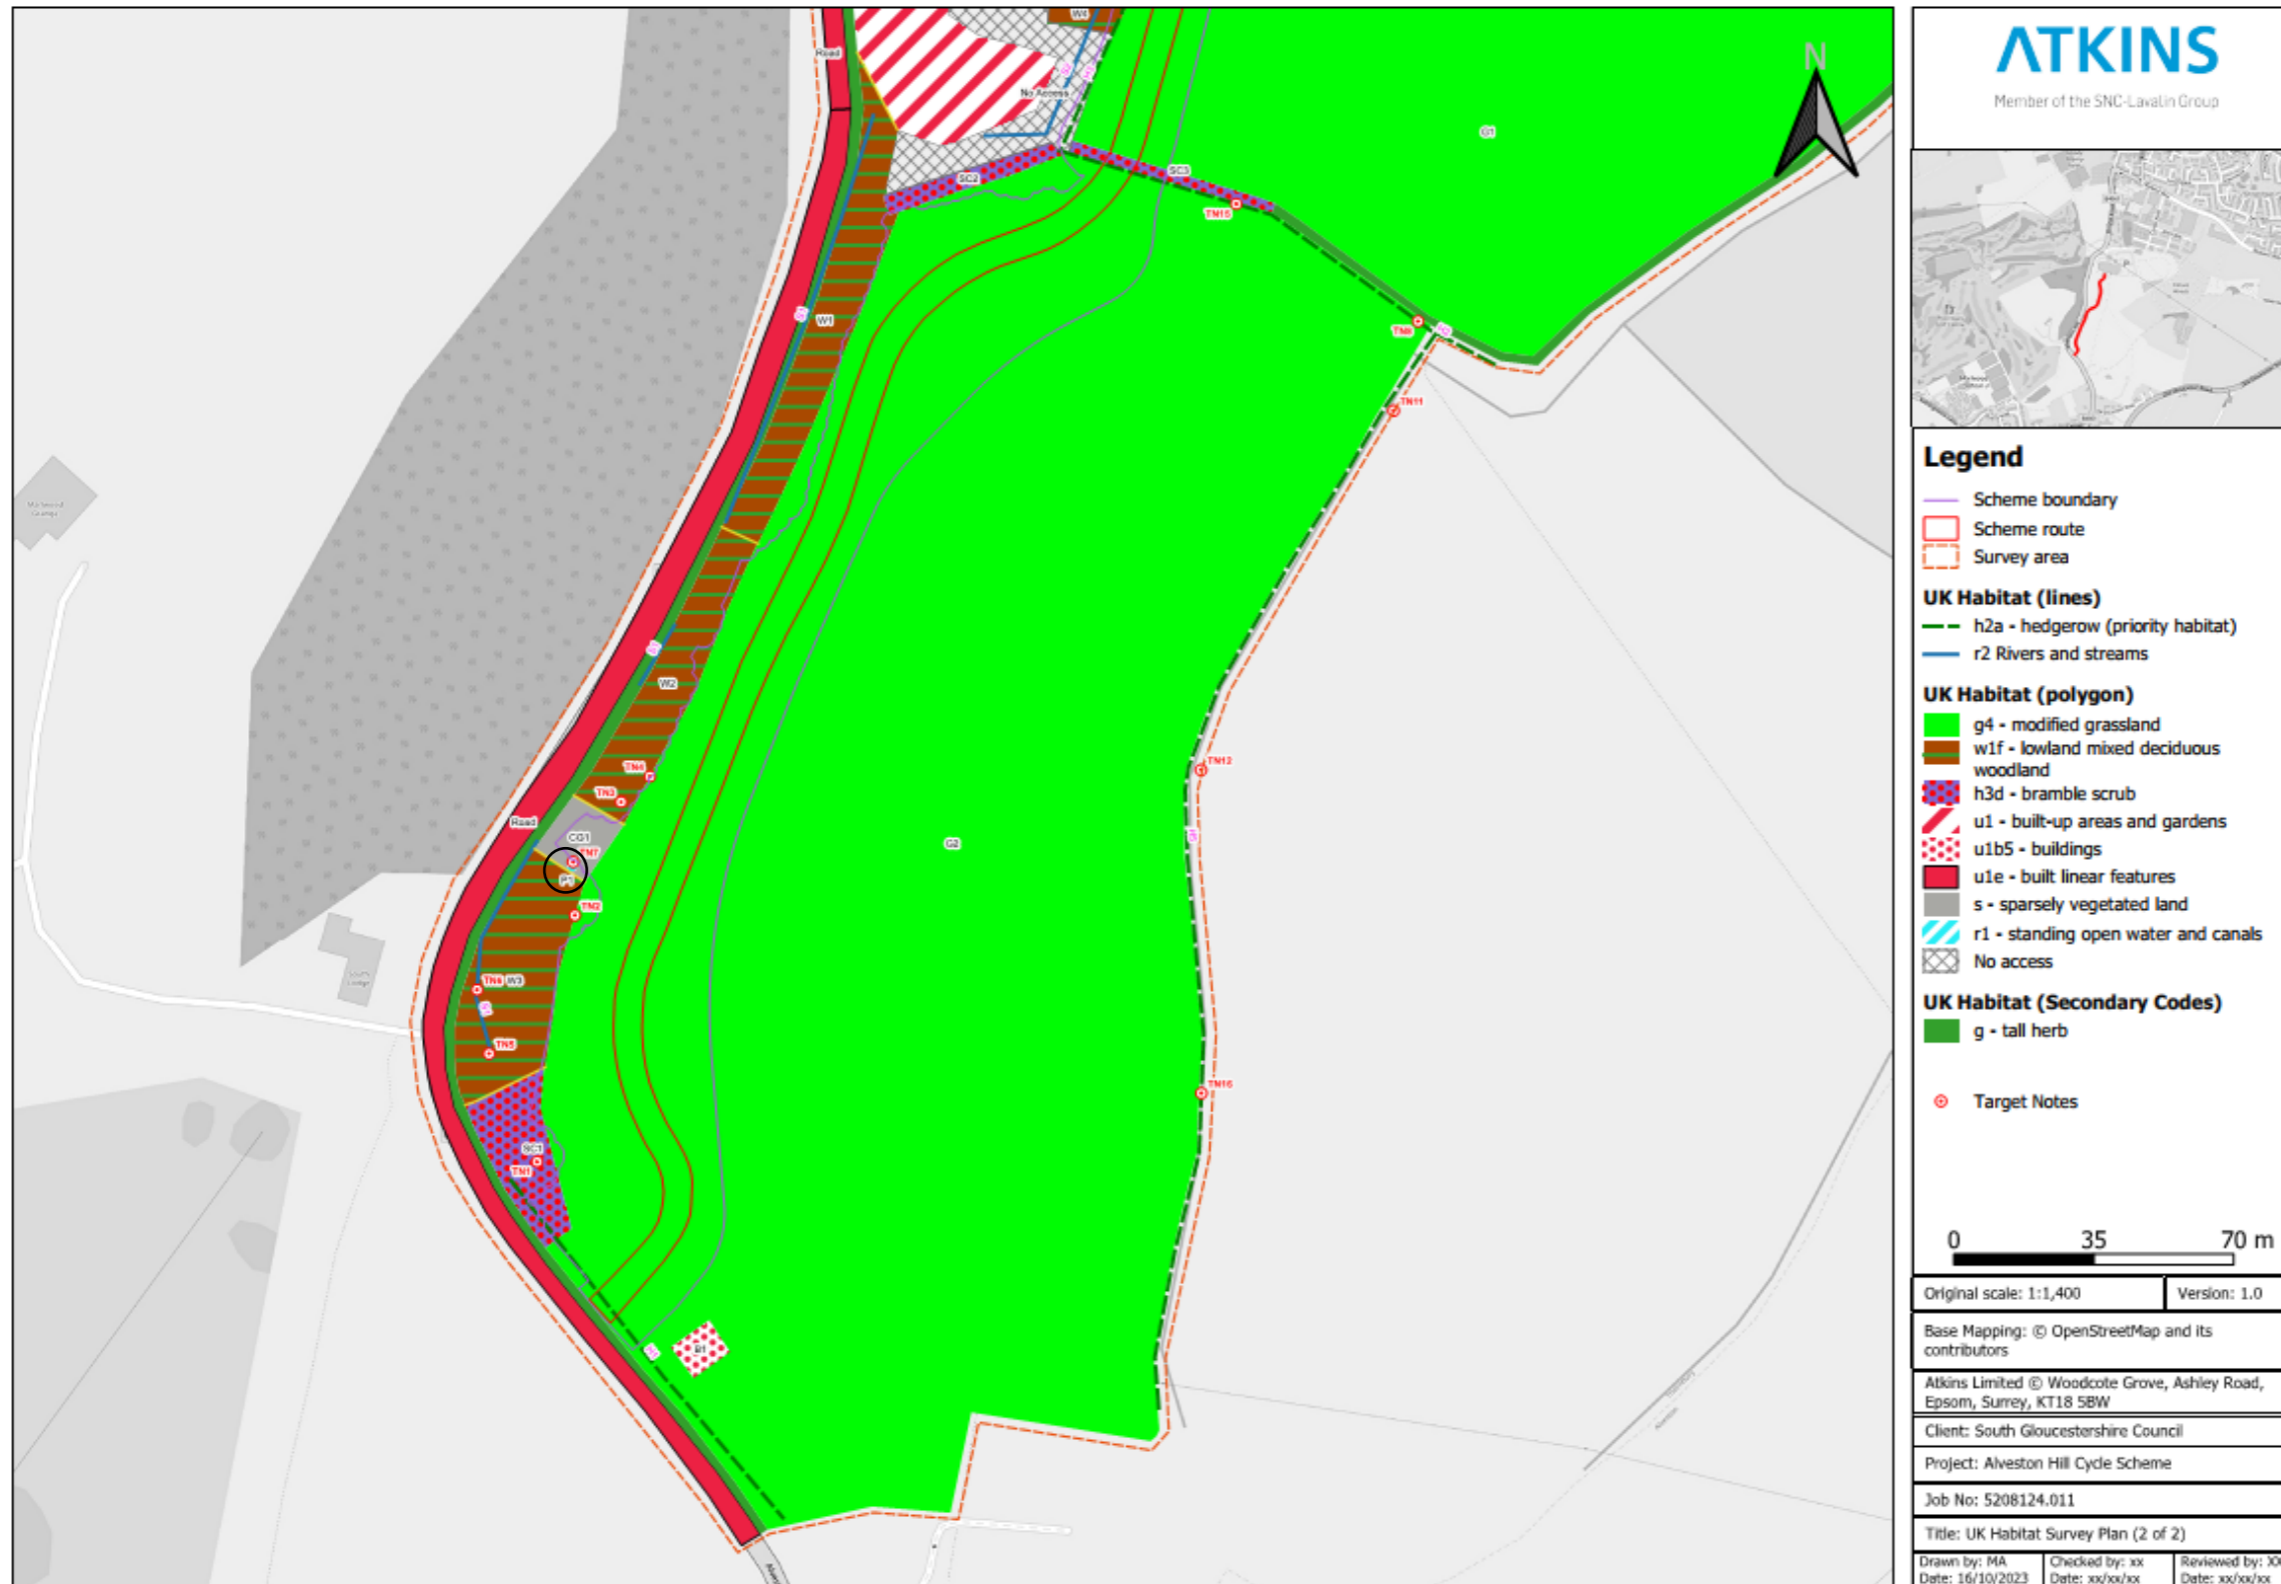 ATKINS
Member of the SNC-Lavalin Group
N
Legend
Scheme boundary
Scheme route
Survey area
UK Habitat (lines)
h2a - hedgerow (priority habitat)
r2 Rivers and streams
UK Habitat (polygon)
g4 - modified grassland
w1f - lowland mixed deciduous
woodland
h3d - bramble scrub
u1 - built-up areas and gardens
u1b5 - buildings
u1e - built linear features
s - sparsely vegetated land
r1 - standing open water and canals
No access
UK Habitat (Secondary Codes)
g - tall herb
Target Notes
0 35 70 m
Original scale: 1:1,400 Version: 1.0
Base Mapping: © OpenStreetMap and its
contributors
Atkins Limited © Woodcote Grove, Ashley Road,
Epsom, Surrey, KT18 5BW
Client: South Gloucestershire Council
Project: Alveston Hill Cycle Scheme
Job No: 5208124.011
Title: UK Habitat Survey Plan (2 of 2)
Drawn by: MA Checked by: xx Reviewed by:
Date: 16/10/2023 Date: xx/xx/xx Date: xx/xx/xx
W4
Road
No Access
G1
SC2
SC3
TN15
W1
TN11
W2
TN4
TN3
Road
CG1
TN7
P1
TN2
G2
TN12
TN6 W3
TN5
TN16
SC1
TN1
B1
South
Lodge